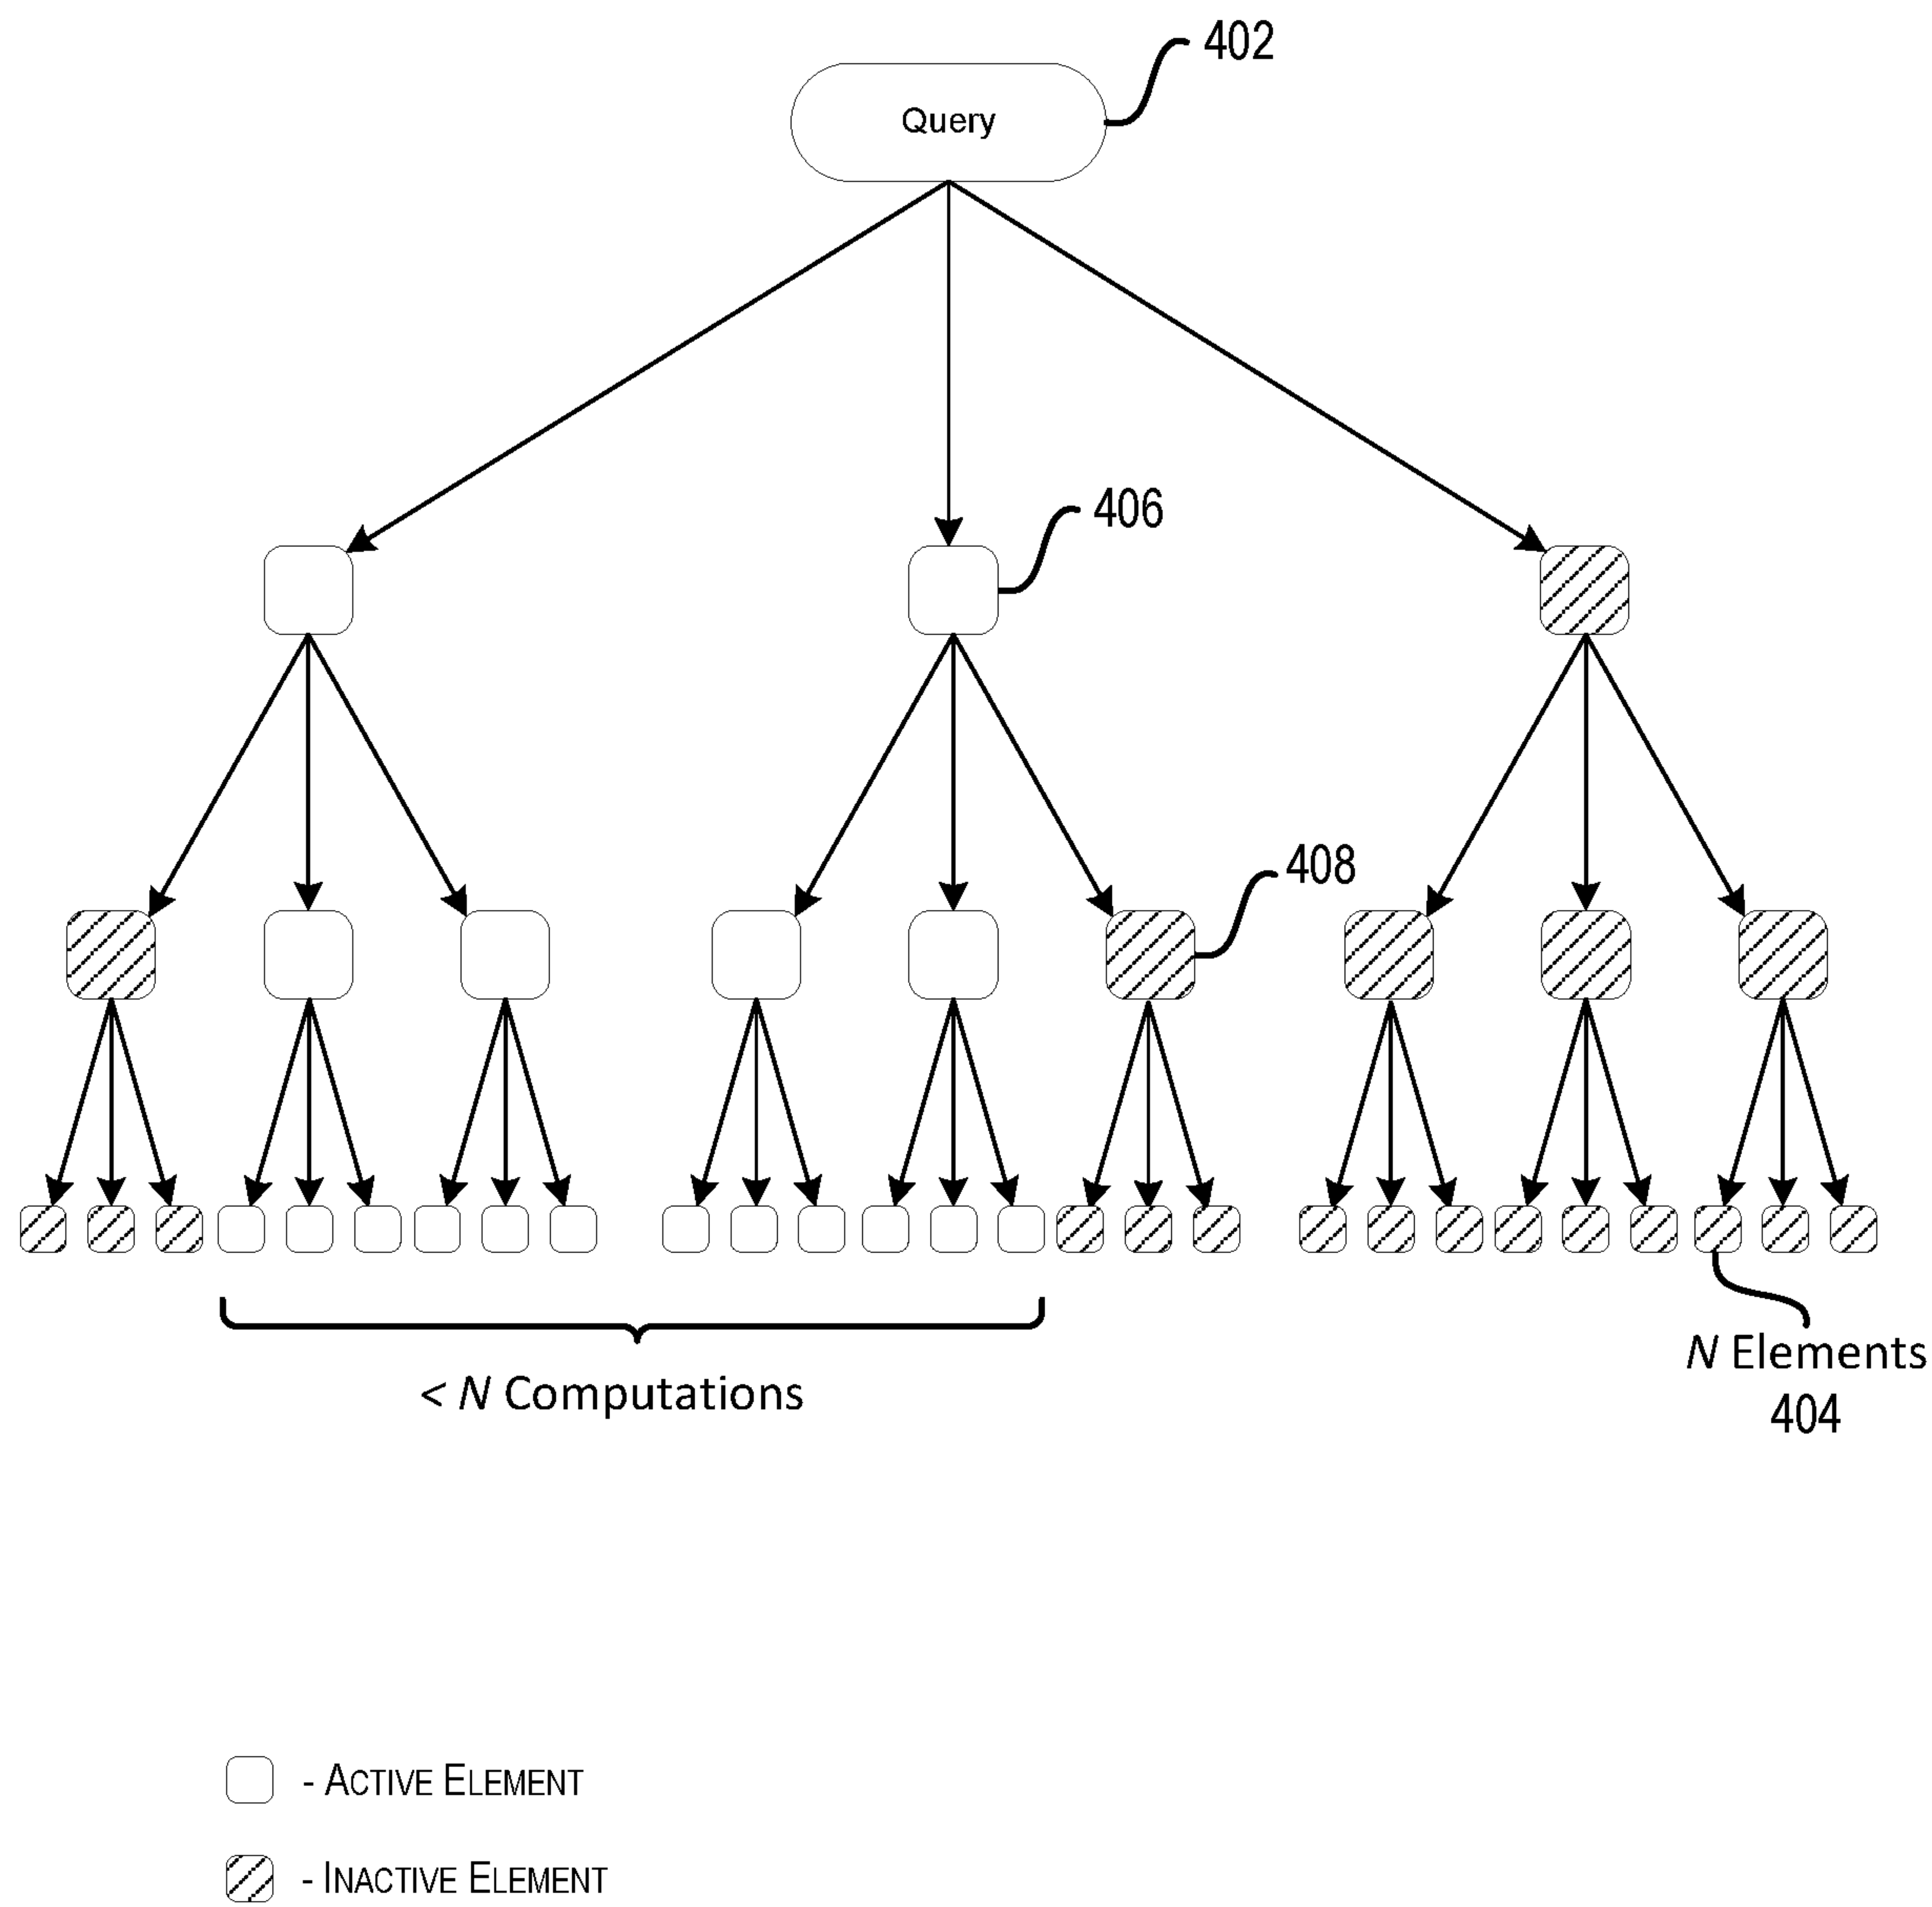 402
Query
406
408
N Elements
404
< N Computations
- ACTIVE ELEMENT
- INACTIVE ELEMENT